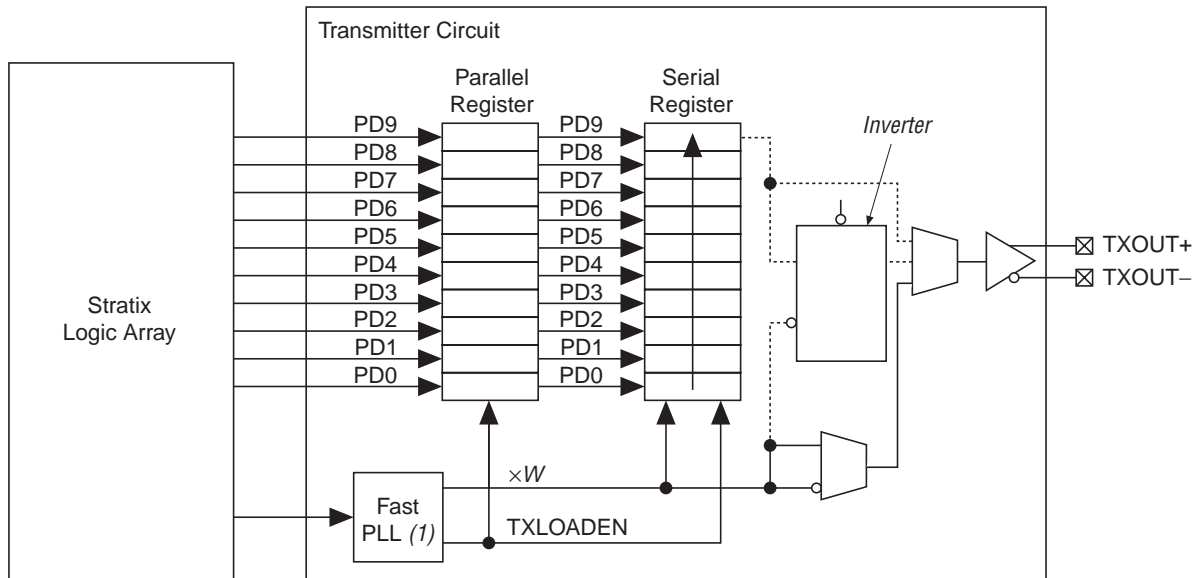 Transmitter Circuit
Parallel
Register
Serial
Register
Inverter
PD9 PD9
PD8 PD8
PD7 PD7
PD6 PD6
PD5 PD5
PD4 PD4
PD3 PD3
PD2 PD2
PD1 PD1
PD0 PD0
Stratix
Logic Array
TXOUT+
TXOUT−
×W
Fast
PLL (1)
TXLOADEN